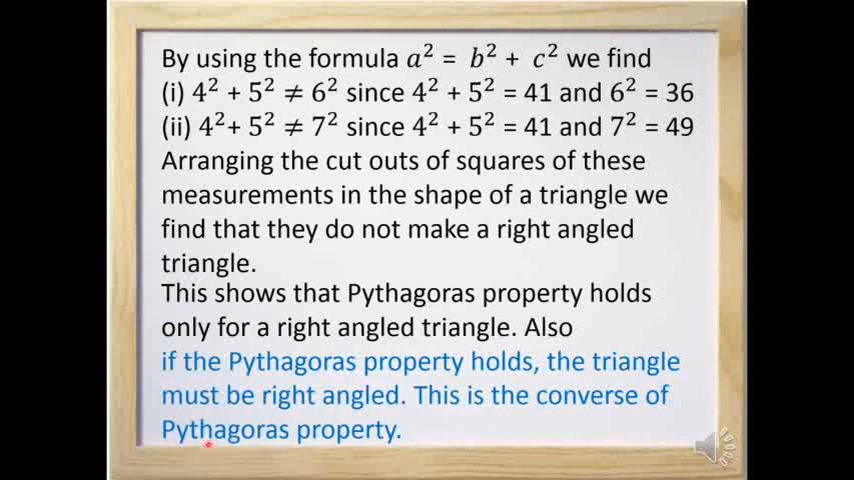 By using the formula a² = b² + c² we find
(i) 4² + 5² ≠ 6² since 4² + 5² = 41 and 6² = 36
(ii) 4²+ 5² ≠ 7² since 4² + 5² = 41 and 7² = 49
Arranging the cut outs of squares of these
measurements in the shape of a triangle we
find that they do not make a right angled
triangle.
This shows that Pythagoras property holds
only for a right angled triangle. Also
if the Pythagoras property holds, the triangle
must be right angled. This is the converse of
Pythagoras property.